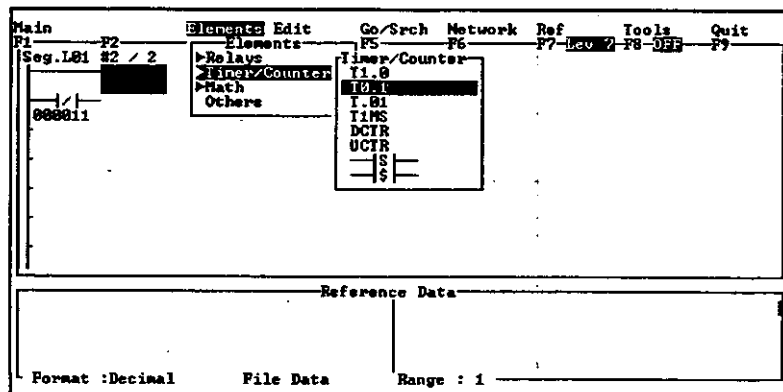 Main Elements Edit Go/Srch Network Ref Tools Quit
F1 F2 Elements F5 F6 F7 Lev ? F8 OFF F9
Seg.L01 #2 / 2 ▶Relays Timer/Counter
▶Timer/Counter T1.0
▶Math T0.1
Others T.01
000011 T1MS
DCTR
UCTR
S
$
Reference Data
Format :Decimal File Data Range : 1